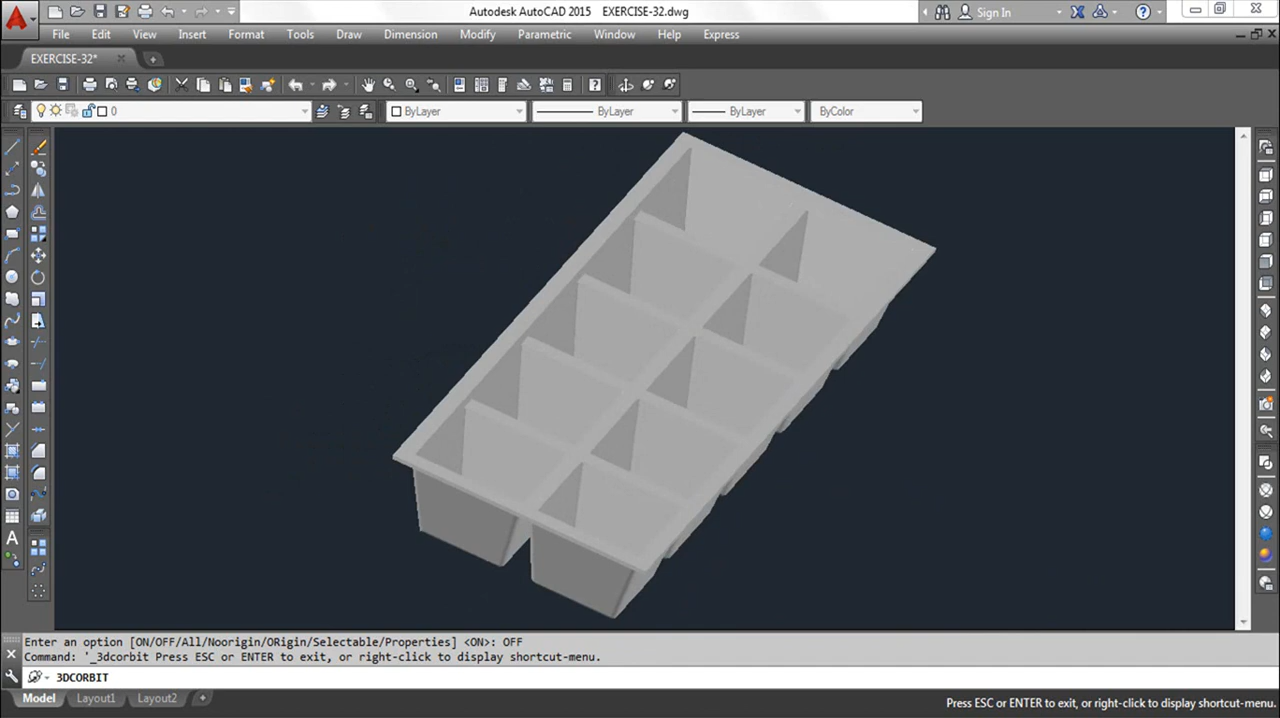 Autodesk AutoCAD 2015 EXERCISE-32.dwg
Sign In
File Edit View Insert Format Tools Draw Dimension Modify Parametric Window Help Express
EXERCISE-32*
0 ByLayer ByLayer ByLayer ByColor
A
Enter an option [ON/OFF/All/Noorigin/ORigin/Selectable/Properties] <ON>: OFF
Command: '_3dcorbit Press ESC or ENTER to exit, or right-click to display shortcut-menu.
3DCORBIT
Model Layout1 Layout2 +
Press ESC or ENTER to exit, or right-click to display shortcut-menu.